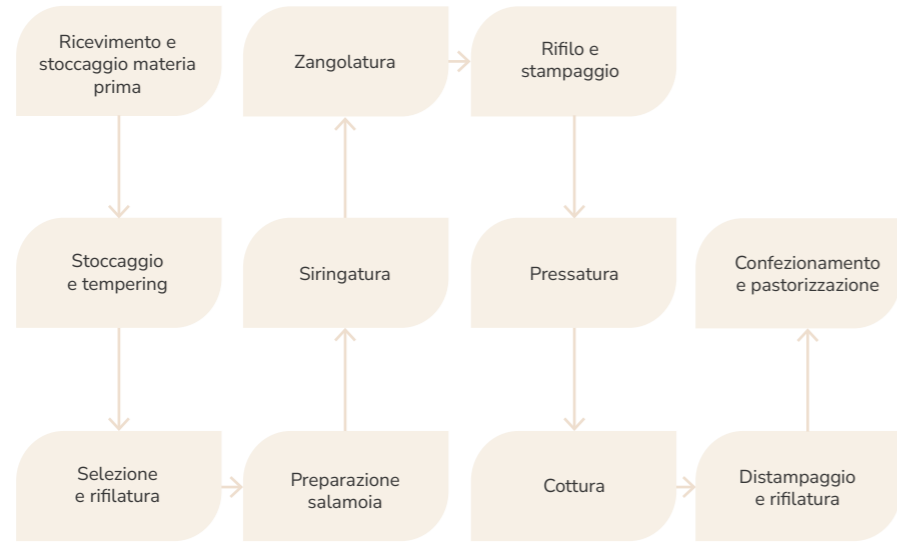 Ricevimento e
stoccaggio materia
prima
Stoccaggio
e tempering
Selezione
e rifilatura
Preparazione
salamoia
Siringatura
Zangolatura
Rifilo e
stampaggio
Pressatura
Cottura
Distampaggio
e rifilatura
Confezionamento
e pastorizzazione